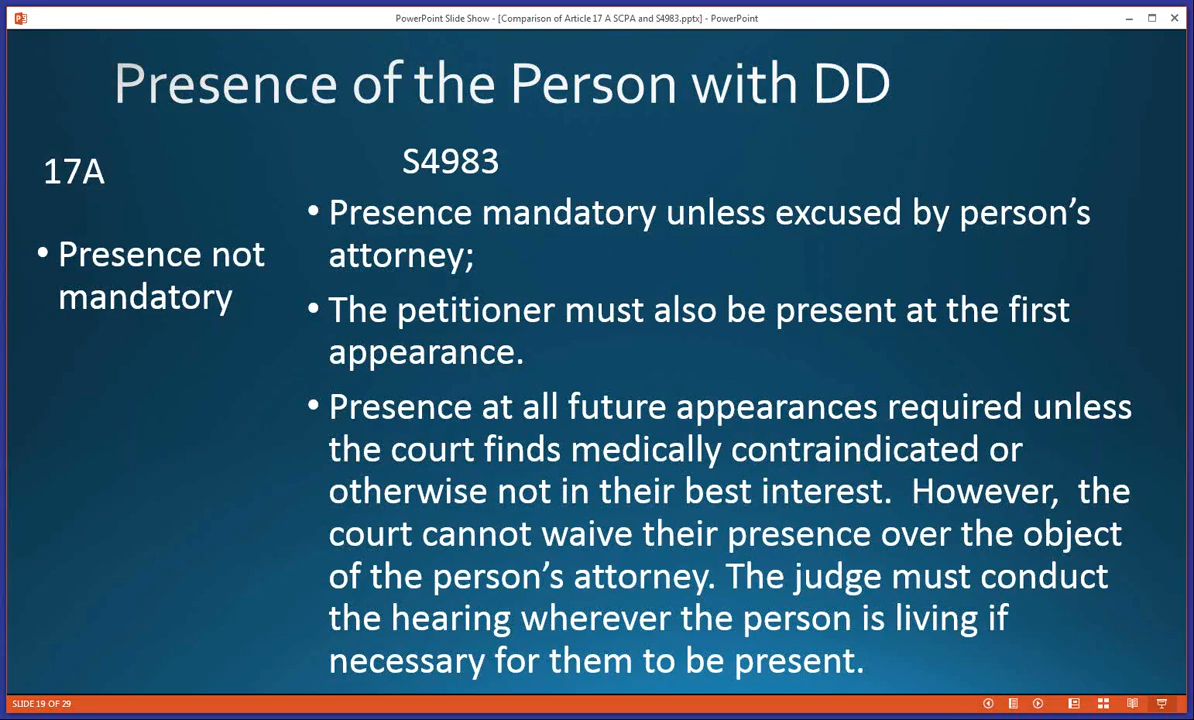 PowerPoint Slide Show - [Comparison of Article 17 A SCPA and S4983.pptx] - PowerPoint
Presence of the Person with DD
17A
• Presence not
mandatory
S4983
• Presence mandatory unless excused by person's
attorney;
• The petitioner must also be present at the first
appearance.
• Presence at all future appearances required unless
the court finds medically contraindicated or
otherwise not in their best interest.  However,  the
court cannot waive their presence over the object
of the person's attorney. The judge must conduct
the hearing wherever the person is living if
necessary for them to be present.
SLIDE 19 OF 29